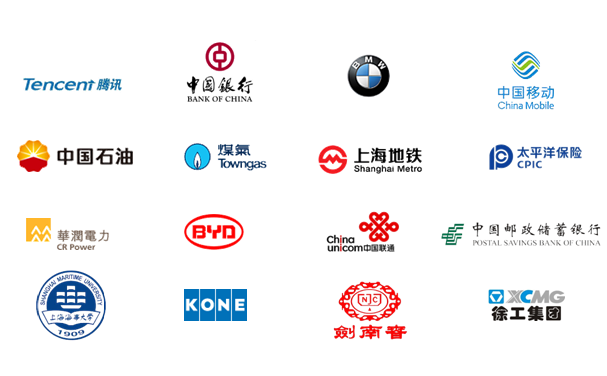 Tencent 腾讯
中国银行
BANK OF CHINA
BMW
中国移动
China Mobile
中国石油
煤氣
Towngas
上海地铁
Shanghai Metro
太平洋保险
CPIC
華潤電力
CR Power
BYD
China
unicom中国联通
中国邮政储蓄银行
POSTAL SAVINGS BANK OF CHINA
SHANGHAI MARITIME UNIVERSITY
上海海事大学
1909
KONE
NC
劍南春
XCMG
徐工集团